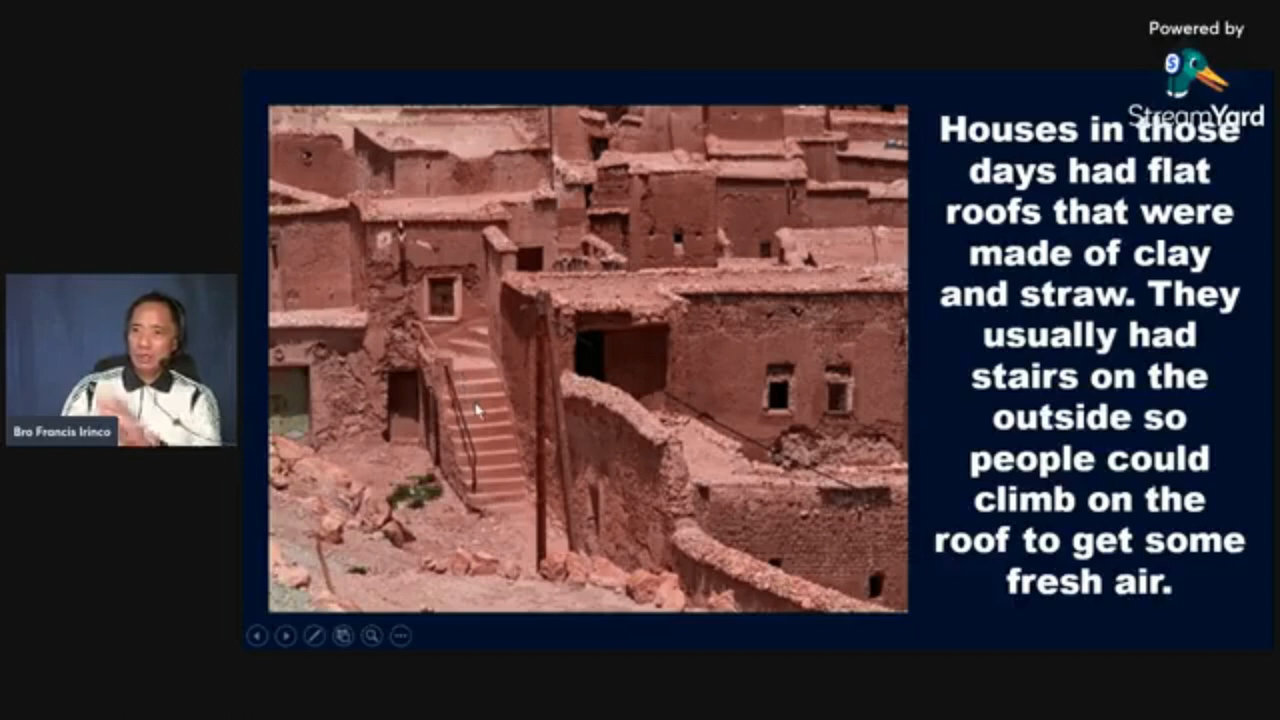 Powered by
StreamYard
Houses in those
days had flat
roofs that were
made of clay
and straw. They
usually had
stairs on the
outside so
people could
climb on the
roof to get some
fresh air.
Bro Francis Irinco